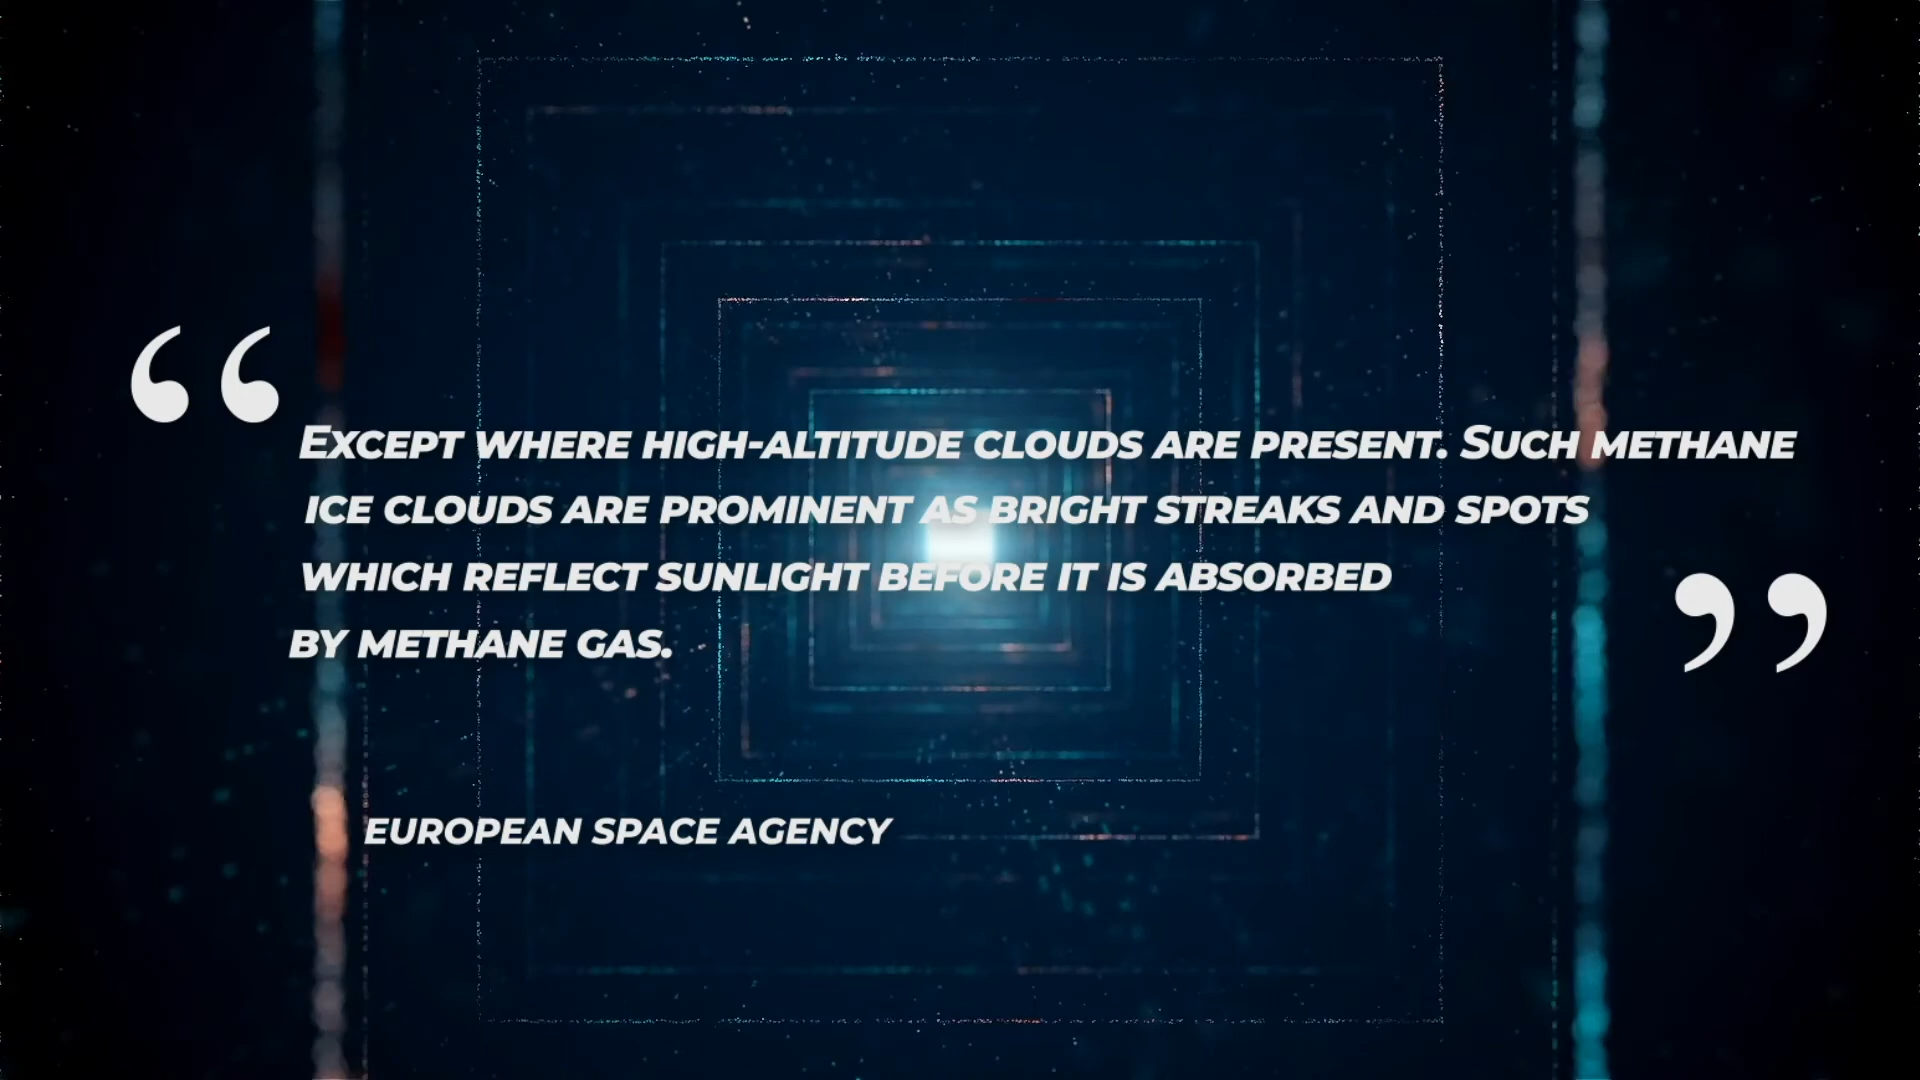 “
Except where high-altitude clouds are present. Such methane
ice clouds are prominent as bright streaks and spots
which reflect sunlight before it is absorbed
by methane gas.
”
EUROPEAN SPACE AGENCY